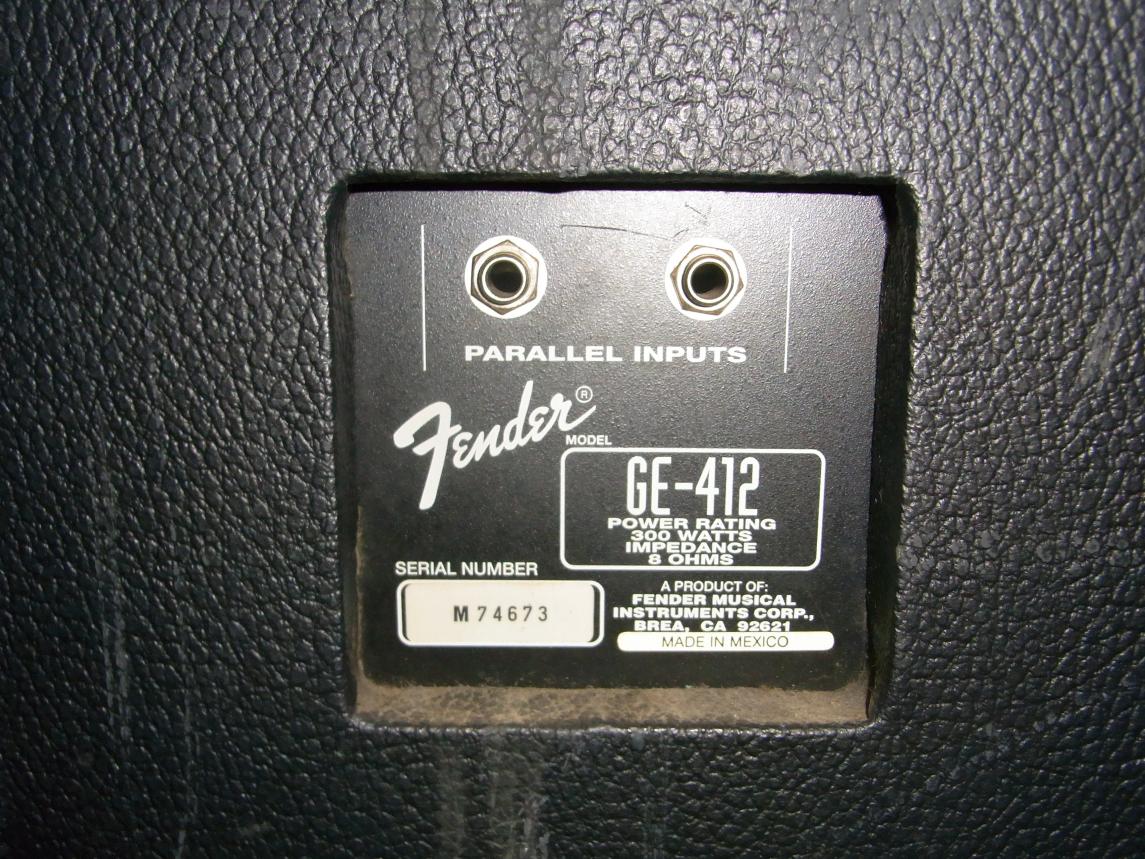 PARALLEL INPUTS
Fender®
MODEL
GE-412
POWER RATING
300 WATTS
IMPEDANCE
8 OHMS
SERIAL NUMBER
M 74673
A PRODUCT OF:
FENDER MUSICAL
INSTRUMENTS CORP.,
BREA, CA 92621
MADE IN MEXICO